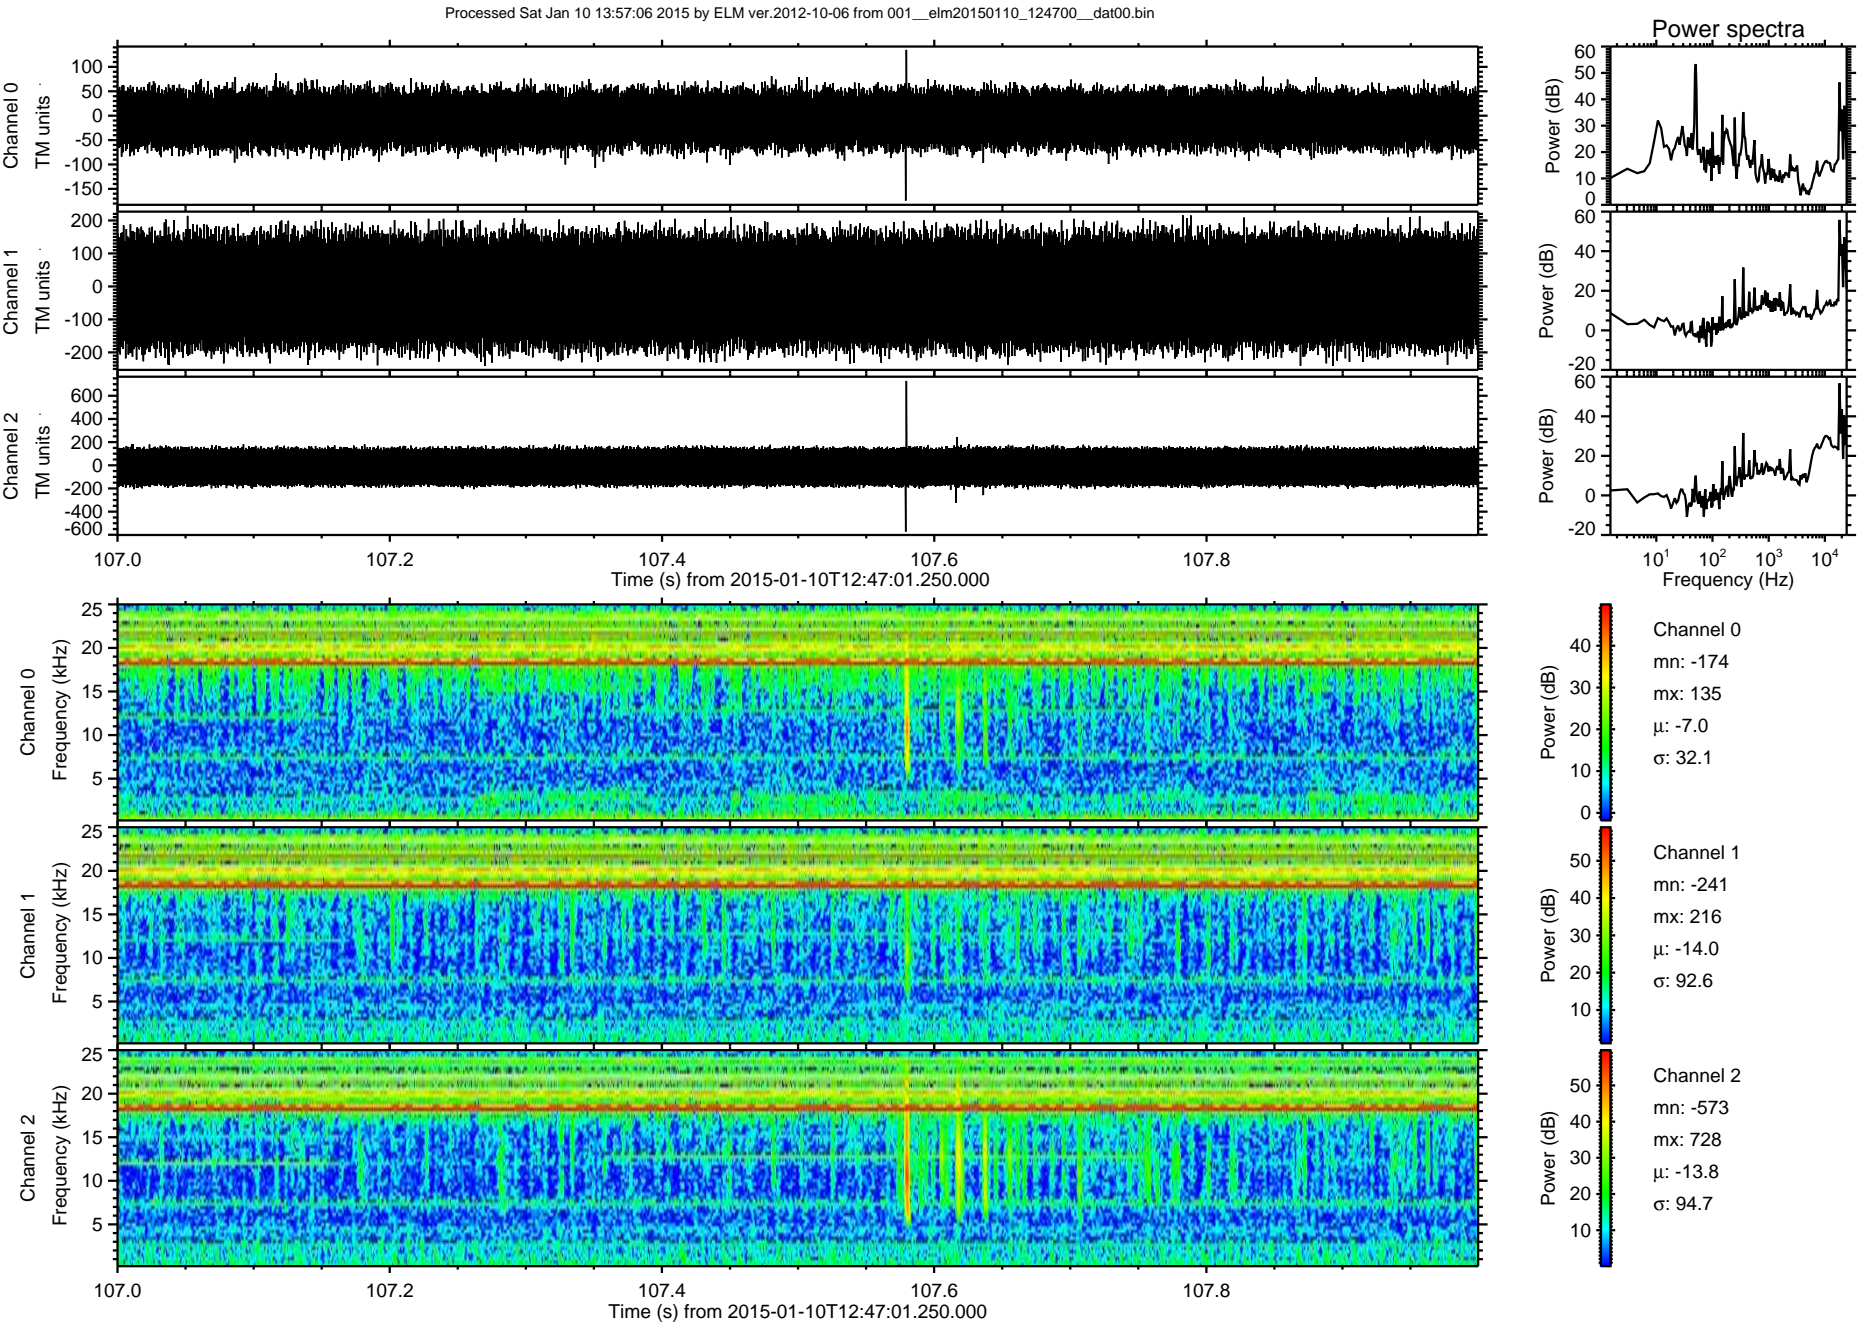 Processed Sat Jan 10 13:57:06 2015 by ELM ver.2012-10-06 from 001__elm20150110_124700__dat00.bin
Power spectra
Channel 0
TM units
100
50
0
-50
-100
-150
Power (dB)
60
50
40
30
20
10
0
Channel 1
TM units
200
100
0
-100
-200
Power (dB)
60
40
20
0
-20
Channel 2
TM units
600
400
200
0
-200
-400
-600
Power (dB)
60
40
20
0
-20
107.0 107.2 107.4 107.6 107.8
Time (s) from 2015-01-10T12:47:01.250.000
10^1 10^2 10^3 10^4
Frequency (Hz)
Channel 0
Frequency (kHz)
25
20
15
10
5
Power (dB)
40
30
20
10
0
Channel 0
mn: -174
mx: 135
μ: -7.0
σ: 32.1
Channel 1
Frequency (kHz)
25
20
15
10
5
Power (dB)
50
40
30
20
10
Channel 1
mn: -241
mx: 216
μ: -14.0
σ: 92.6
Channel 2
Frequency (kHz)
25
20
15
10
5
Power (dB)
50
40
30
20
10
Channel 2
mn: -573
mx: 728
μ: -13.8
σ: 94.7
107.0 107.2 107.4 107.6 107.8
Time (s) from 2015-01-10T12:47:01.250.000